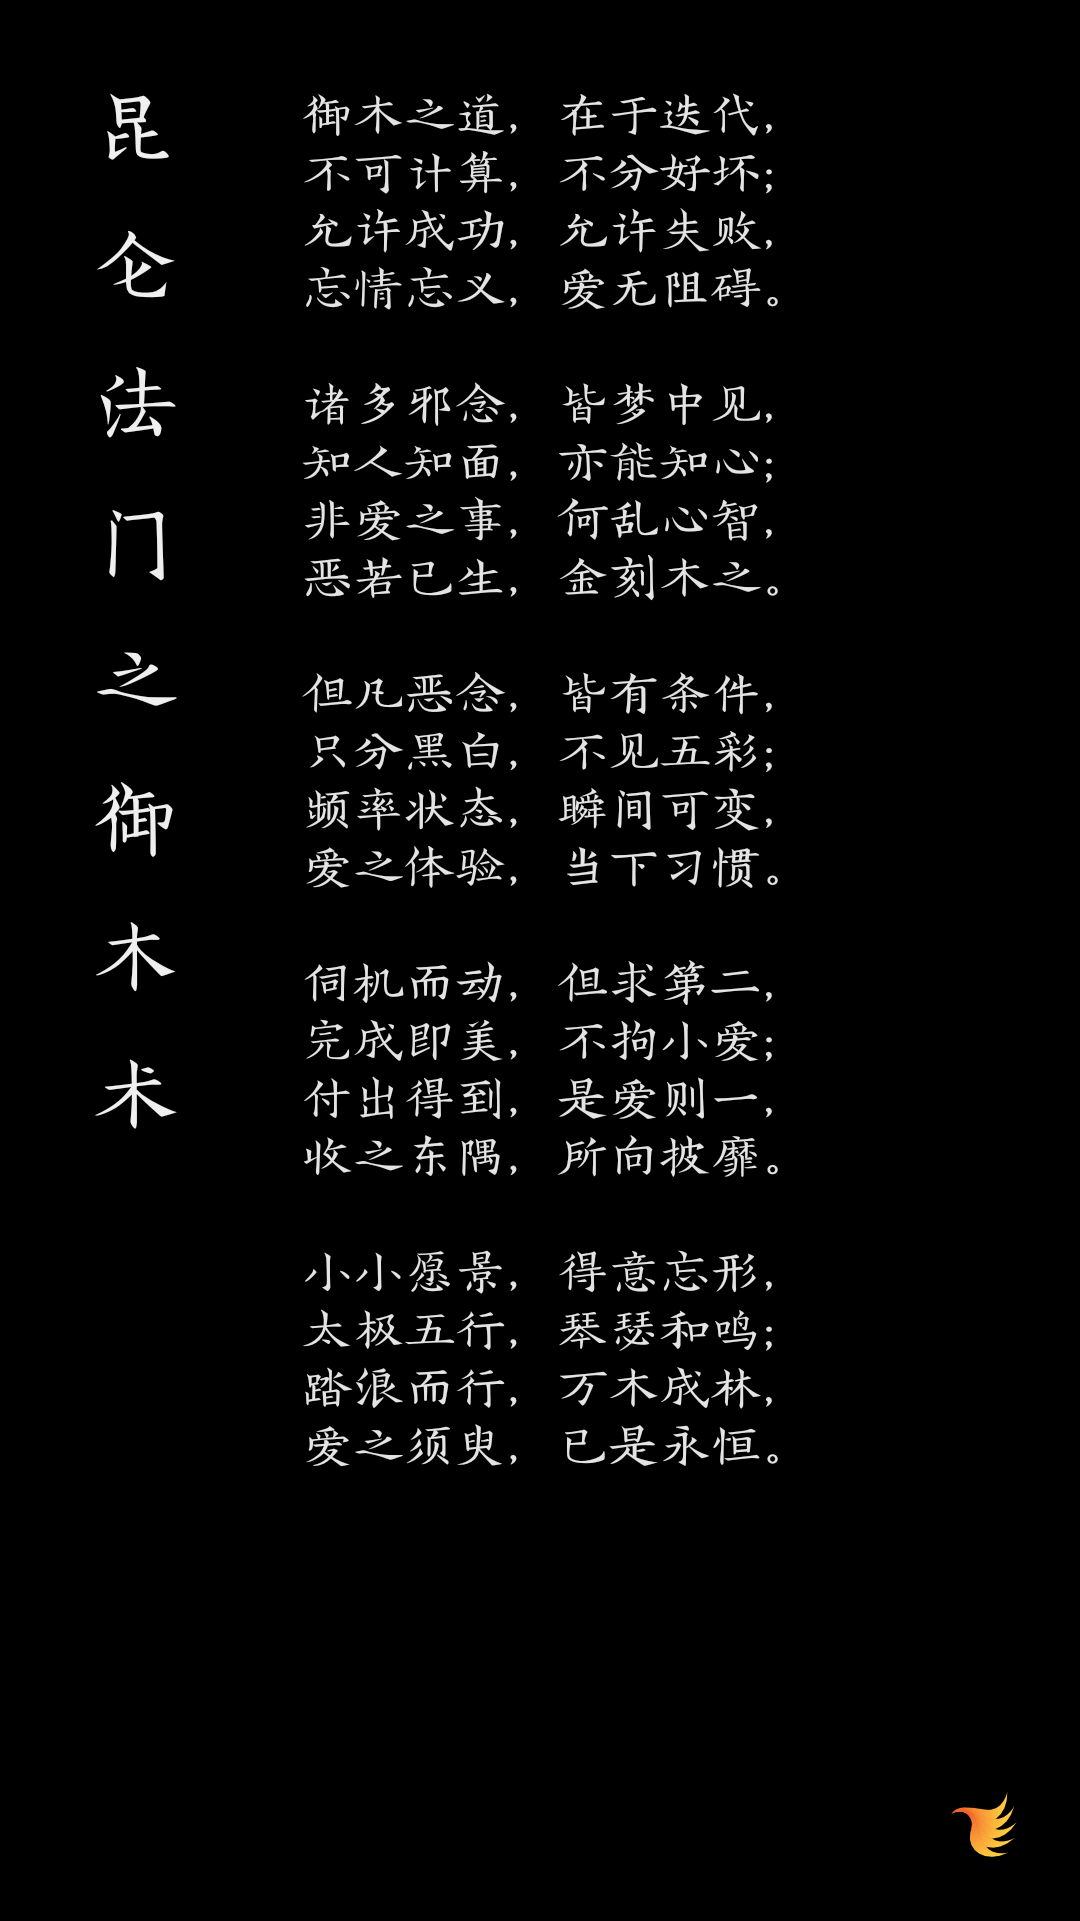 昆仑法门之御木术
御木之道，在于迭代，
不可计算，不分好坏；
允许成功，允许失败，
忘情忘义，爱无阻碍。
诸多邪念，皆梦中见，
知人知面，亦能知心；
非爱之事，何乱心智，
恶若已生，金刻木之。
但凡恶念，皆有条件，
只分黑白，不见五彩；
频率状态，瞬间可变，
爱之体验，当下习惯。
伺机而动，但求第二，
完成即美，不拘小爱；
付出得到，是爱则一，
收之东隅，所向披靡。
小小愿景，得意忘形，
太极五行，琴瑟和鸣；
踏浪而行，万木成林，
爱之须臾，已是永恒。